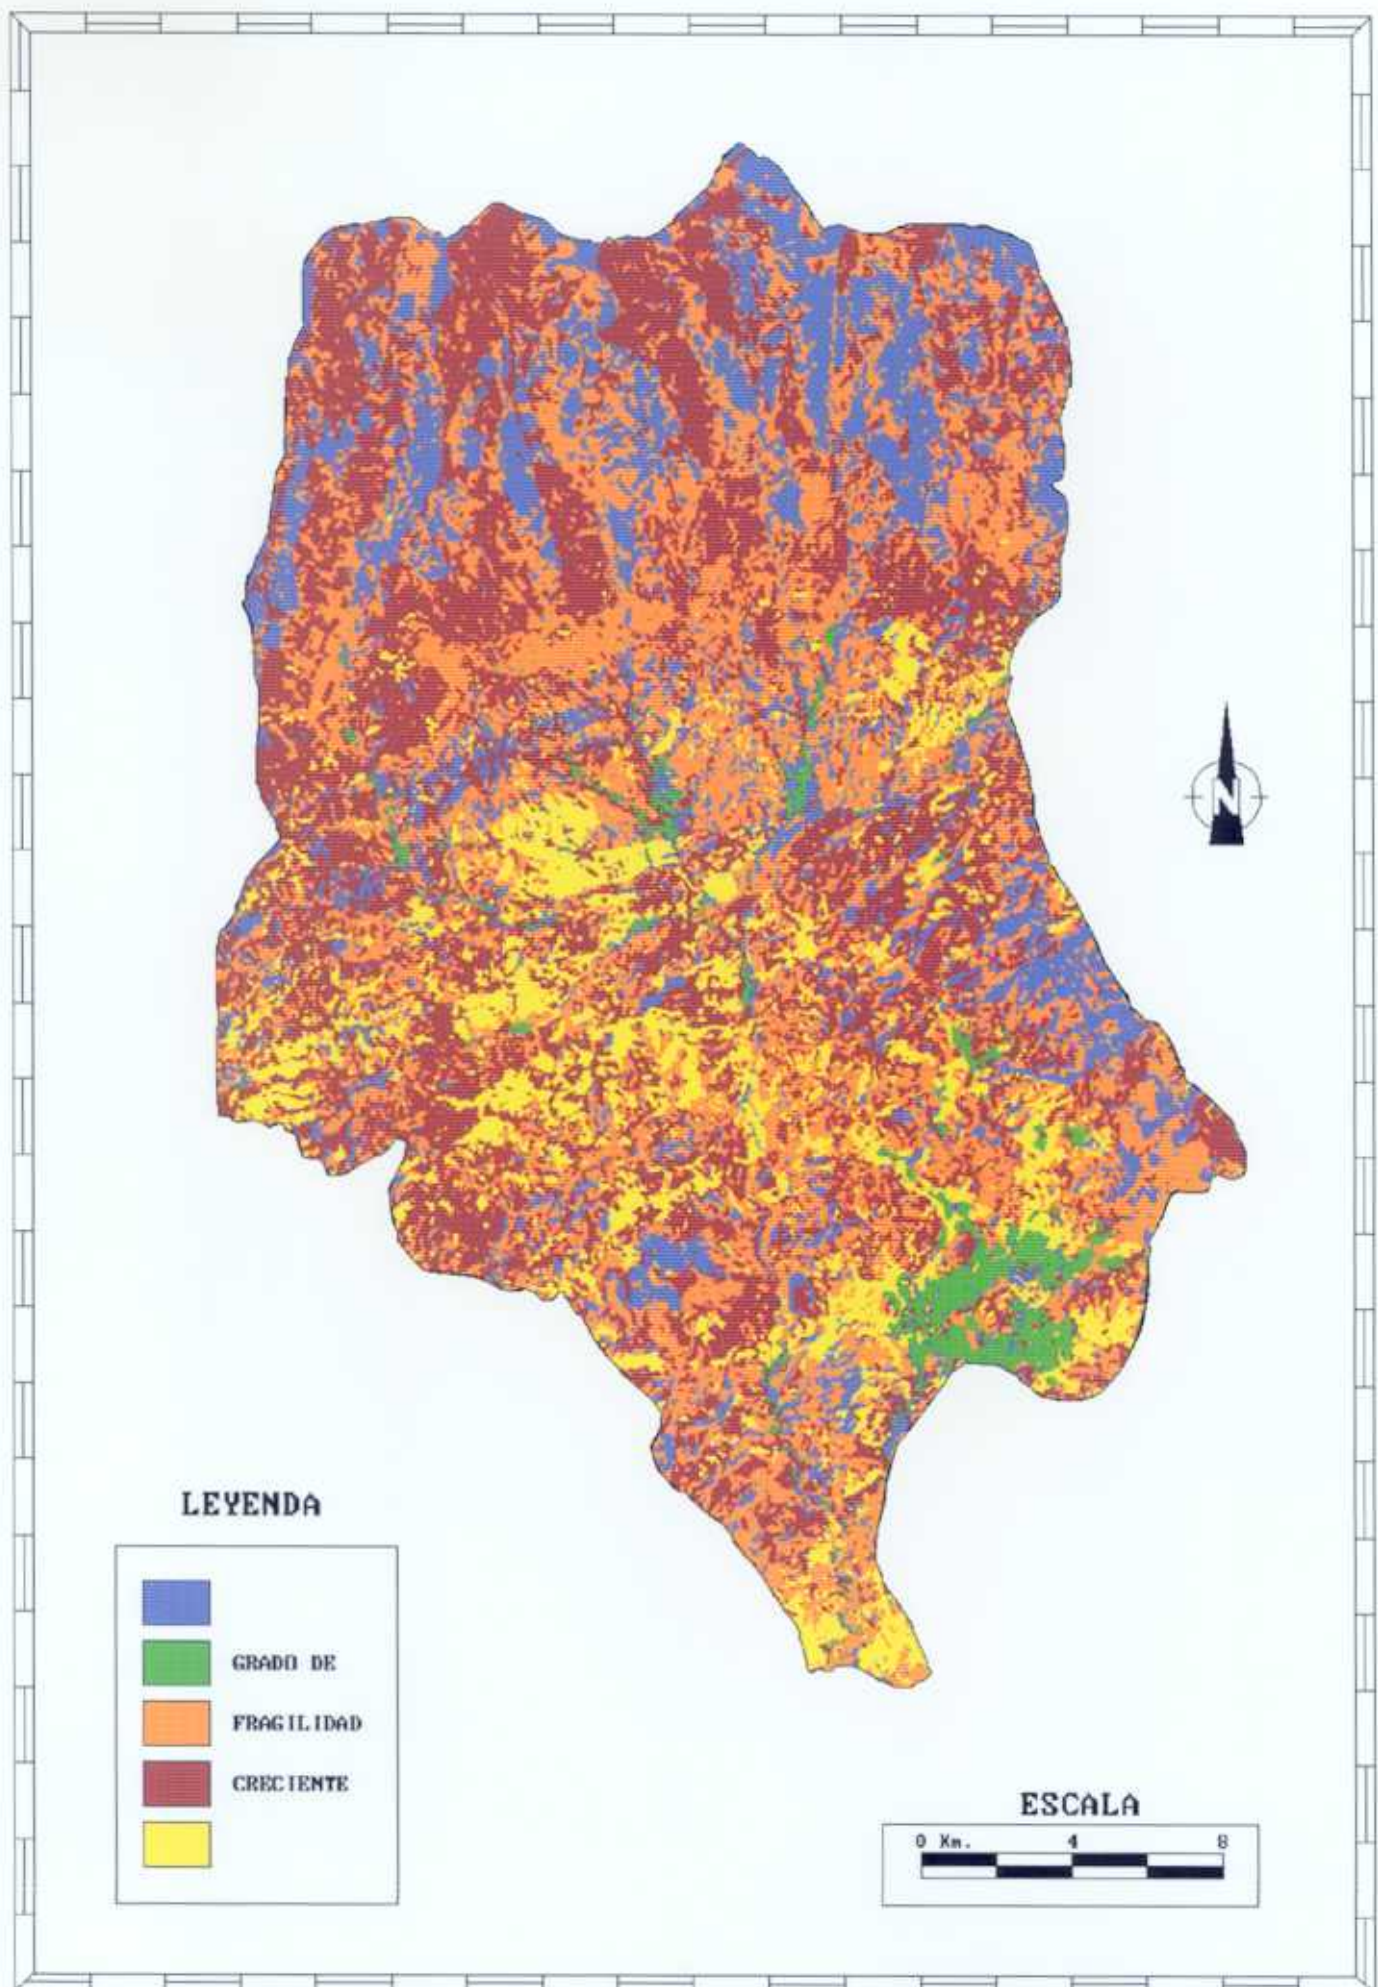 N
LEYENDA
GRADO DE
FRAGILIDAD
CRECIENTE
ESCALA
0 Km. 4 8